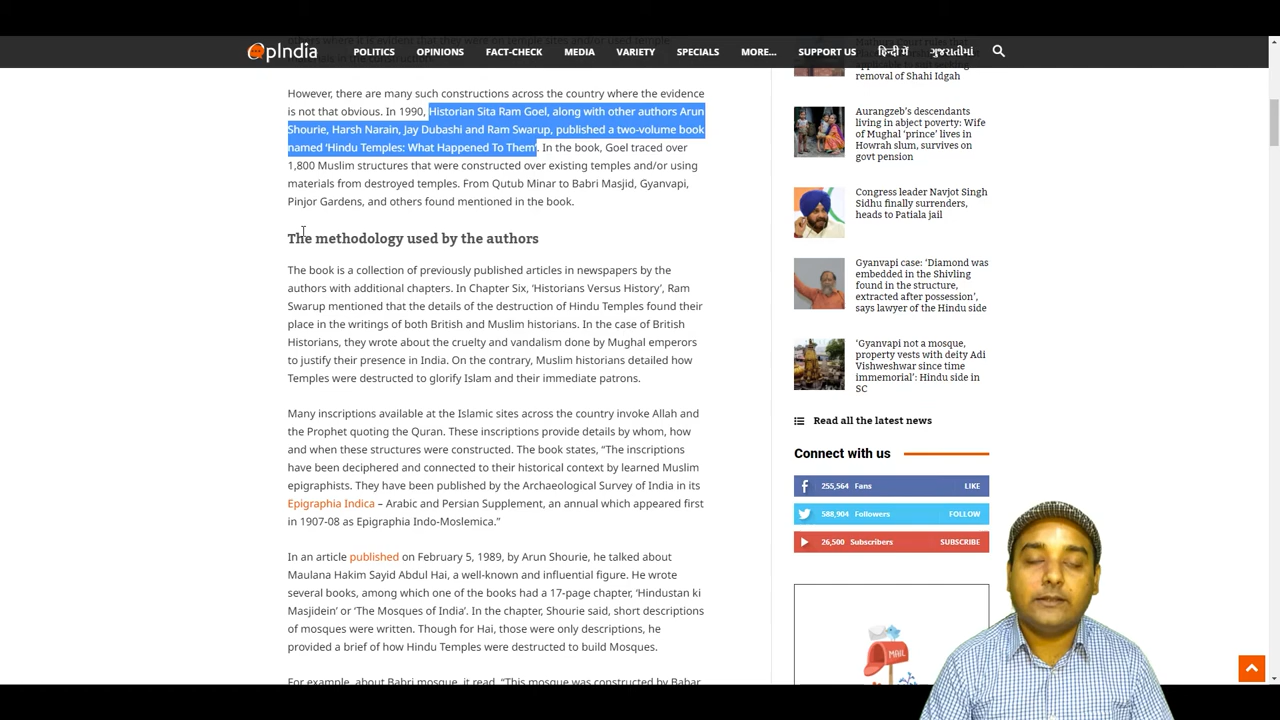 OpIndia
POLITICS
OPINIONS
FACT-CHECK
MEDIA
VARIETY
SPECIALS
MORE...
SUPPORT US
हिन्दी में
ગુજરાતીમાં
However, there are many such constructions across the country where the evidence
is not that obvious. In 1990, Historian Sita Ram Goel, along with other authors Arun
Shourie, Harsh Narain, Jay Dubashi and Ram Swarup, published a two-volume book
named ‘Hindu Temples: What Happened To Them’. In the book, Goel traced over
1,800 Muslim structures that were constructed over existing temples and/or using
materials from destroyed temples. From Qutub Minar to Babri Masjid, Gyanvapi,
Pinjor Gardens, and others found mentioned in the book.
The methodology used by the authors
The book is a collection of previously published articles in newspapers by the
authors with additional chapters. In Chapter Six, ‘Historians Versus History’, Ram
Swarup mentioned that the details of the destruction of Hindu Temples found their
place in the writings of both British and Muslim historians. In the case of British
Historians, they wrote about the cruelty and vandalism done by Mughal emperors
to justify their presence in India. On the contrary, Muslim historians detailed how
Temples were destructed to glorify Islam and their immediate patrons.
Many inscriptions available at the Islamic sites across the country invoke Allah and
the Prophet quoting the Quran. These inscriptions provide details by whom, how
and when these structures were constructed. The book states, “The inscriptions
have been deciphered and connected to their historical context by learned Muslim
epigraphists. They have been published by the Archaeological Survey of India in its
Epigraphia Indica – Arabic and Persian Supplement, an annual which appeared first
in 1907-08 as Epigraphia Indo-Moslemica.”
In an article published on February 5, 1989, by Arun Shourie, he talked about
Maulana Hakim Sayid Abdul Hai, a well-known and influential figure. He wrote
several books, among which one of the books had a 17-page chapter, ‘Hindustan ki
Masjidein’ or ‘The Mosques of India’. In the chapter, Shourie said, short descriptions
of mosques were written. Though for Hai, those were only descriptions, he
provided a brief of how Hindu Temples were destructed to build Mosques.
For example, about Babri mosque, it read, “This mosque was constructed by Babar
removal of Shahi Idgah
Aurangzeb's descendants
living in abject poverty: Wife
of Mughal ‘prince’ lives in
Howrah slum, survives on
govt pension
Congress leader Navjot Singh
Sidhu finally surrenders,
heads to Patiala jail
Gyanvapi case: ‘Diamond was
embedded in the Shivling
found in the structure,
extracted after possession’,
says lawyer of the Hindu side
‘Gyanvapi not a mosque,
property vests with deity Adi
Vishweshwar since time
immemorial’: Hindu side in
SC
Read all the latest news
Connect with us
255,564 Fans LIKE
588,904 Followers FOLLOW
26,500 Subscribers SUBSCRIBE
MAIL